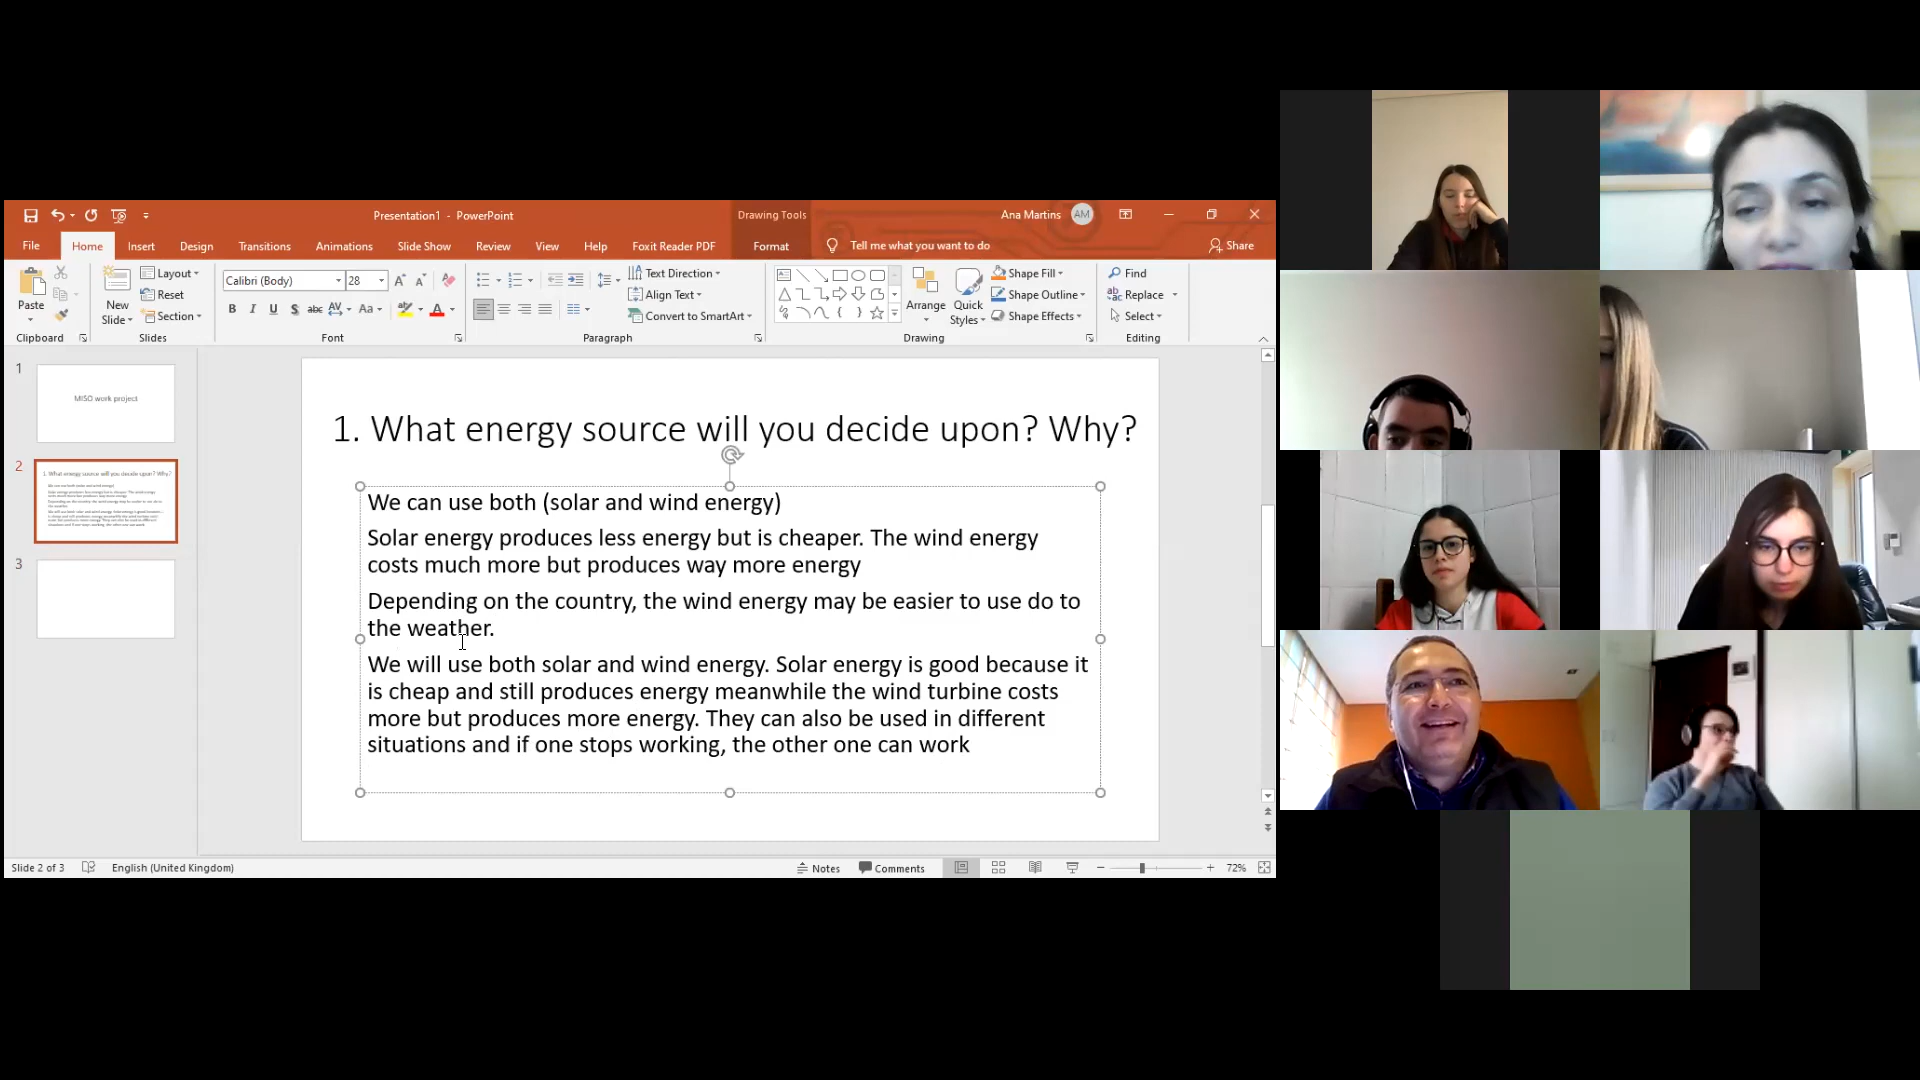 Presentation1 - PowerPoint
Drawing Tools
Ana Martins
AM
File
Home
Insert
Design
Transitions
Animations
Slide Show
Review
View
Help
Foxit Reader PDF
Format
Tell me what you want to do
Share
Paste
New Slide
Layout
Reset
Section
Calibri (Body)
28
B I U S abc AV Aa
A
Text Direction
Align Text
Convert to SmartArt
Arrange
Quick Styles
Shape Fill
Shape Outline
Shape Effects
Find
Replace
Select
Clipboard
Slides
Font
Paragraph
Drawing
Editing
1
MISO work project
2
3
1. What energy source will you decide upon? Why?
We can use both (solar and wind energy)
Solar energy produces less energy but is cheaper. The wind energy
costs much more but produces way more energy
Depending on the country, the wind energy may be easier to use do to
the weather.
We will use both solar and wind energy. Solar energy is good because it
is cheap and still produces energy meanwhile the wind turbine costs
more but produces more energy. They can also be used in different
situations and if one stops working, the other one can work
Slide 2 of 3
English (United Kingdom)
Notes
Comments
72%